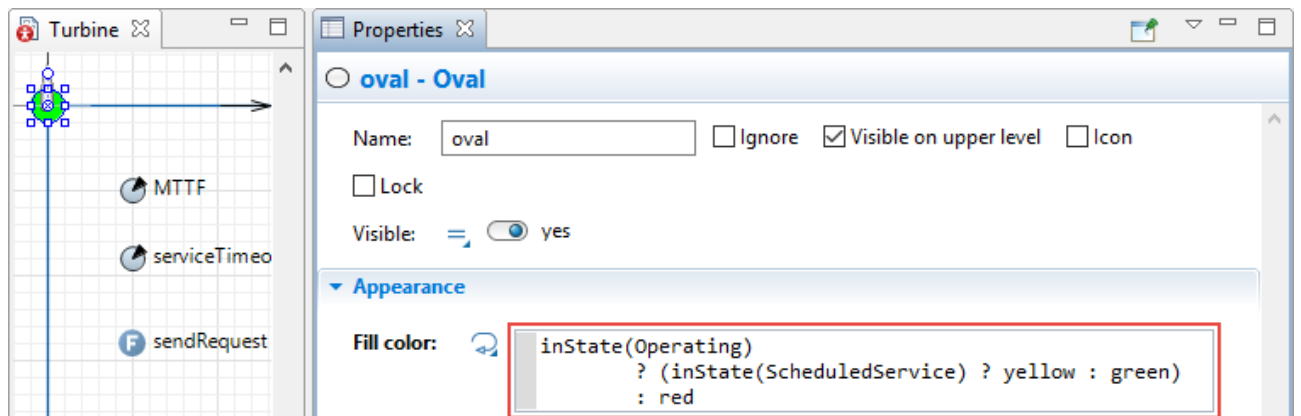 Turbine
Properties
oval - Oval
Name: oval Ignore Visible on upper level Icon
Lock
Visible: = yes
Appearance
Fill color: inState(Operating)
? (inState(ScheduledService) ? yellow : green)
: red
MTTF
serviceTimeo
F sendRequest